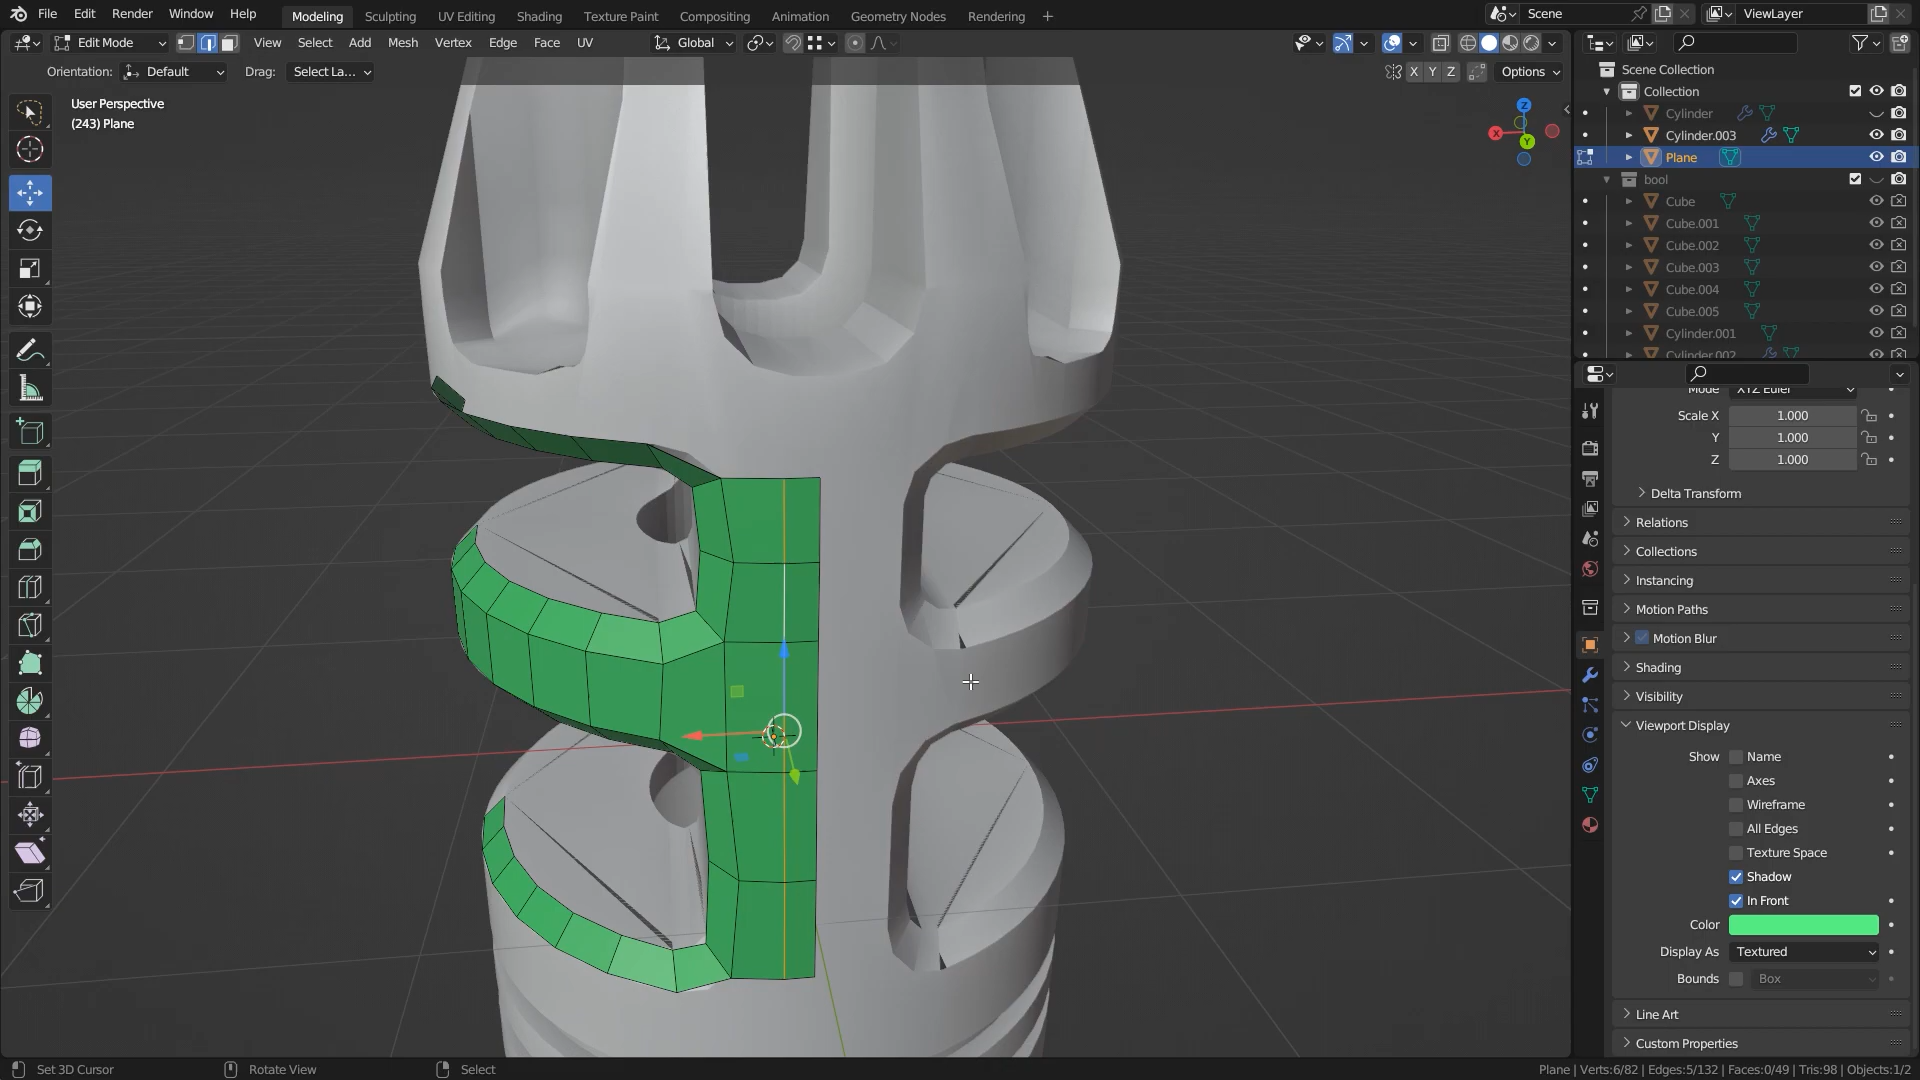 File Edit Render Window Help Modeling Sculpting UV Editing Shading Texture Paint Compositing Animation Geometry Nodes Rendering + Scene ViewLayer
Edit Mode View Select Add Mesh Vertex Edge Face UV Global
Orientation: Default Drag: Select La... X Y Z Options
User Perspective
(243) Plane
Z
X
Y
Scene Collection
Collection
Cylinder
Cylinder.003
Plane
bool
Cube
Cube.001
Cube.002
Cube.003
Cube.004
Cube.005
Cylinder.001
Cylinder.002
Mode XYZ Euler
Scale X 1.000
Y 1.000
Z 1.000
Delta Transform
Relations
Collections
Instancing
Motion Paths
Motion Blur
Shading
Visibility
Viewport Display
Show Name
Axes
Wireframe
All Edges
Texture Space
Shadow
In Front
Color
Display As Textured
Bounds Box
Line Art
Custom Properties
Set 3D Cursor Rotate View Select Plane | Verts:6/82 | Edges:5/132 | Faces:0/49 | Tris:98 | Objects:1/2